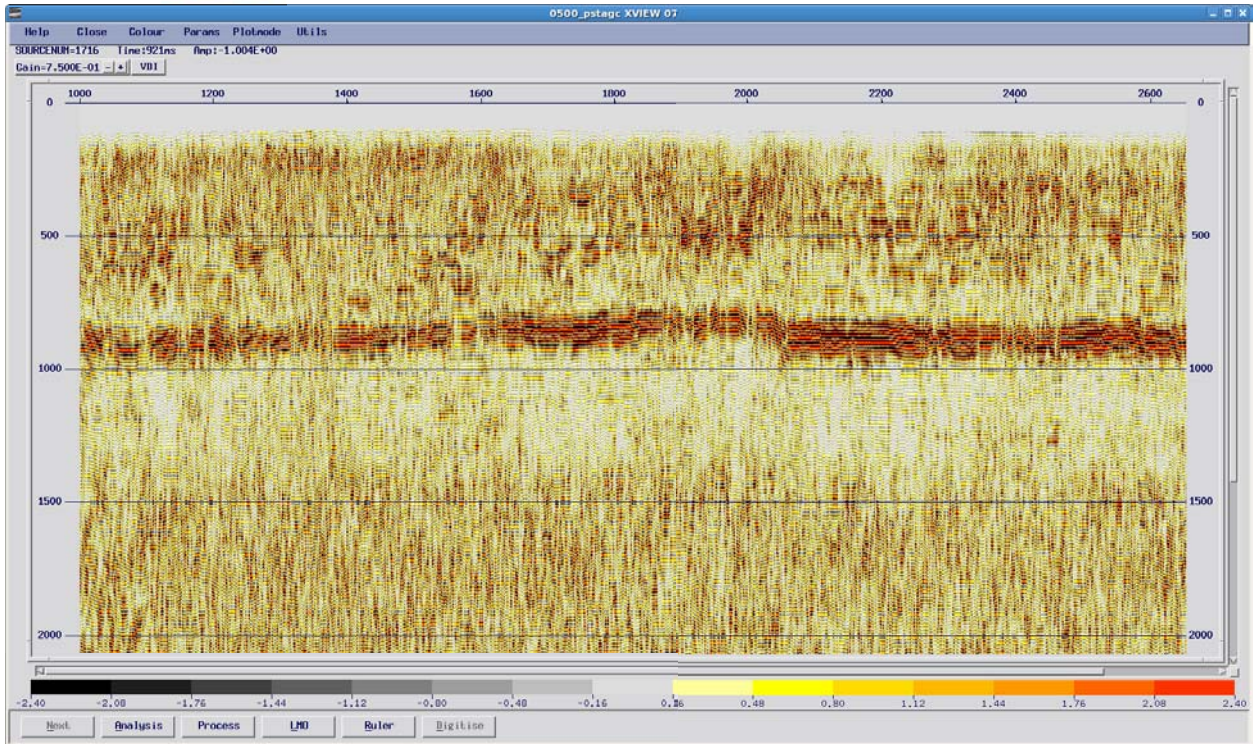 0500_pstagc XVIEW 07
Help Close Colour Params Plotmode Utils
SOURCENUM=1716 Time:921ms Amp:-1.004E+00
Gain=7.500E-01 - + VDI
1000 1200 1400 1600 1800 2000 2200 2400 2600
0 0
500 500
1000 1000
1500 1500
2000 2000
-2.40 -2.08 -1.76 -1.44 -1.12 -0.80 -0.48 -0.16 0.16 0.48 0.80 1.12 1.44 1.76 2.08 2.40
Next Analysis Process LMO Ruler Digitise